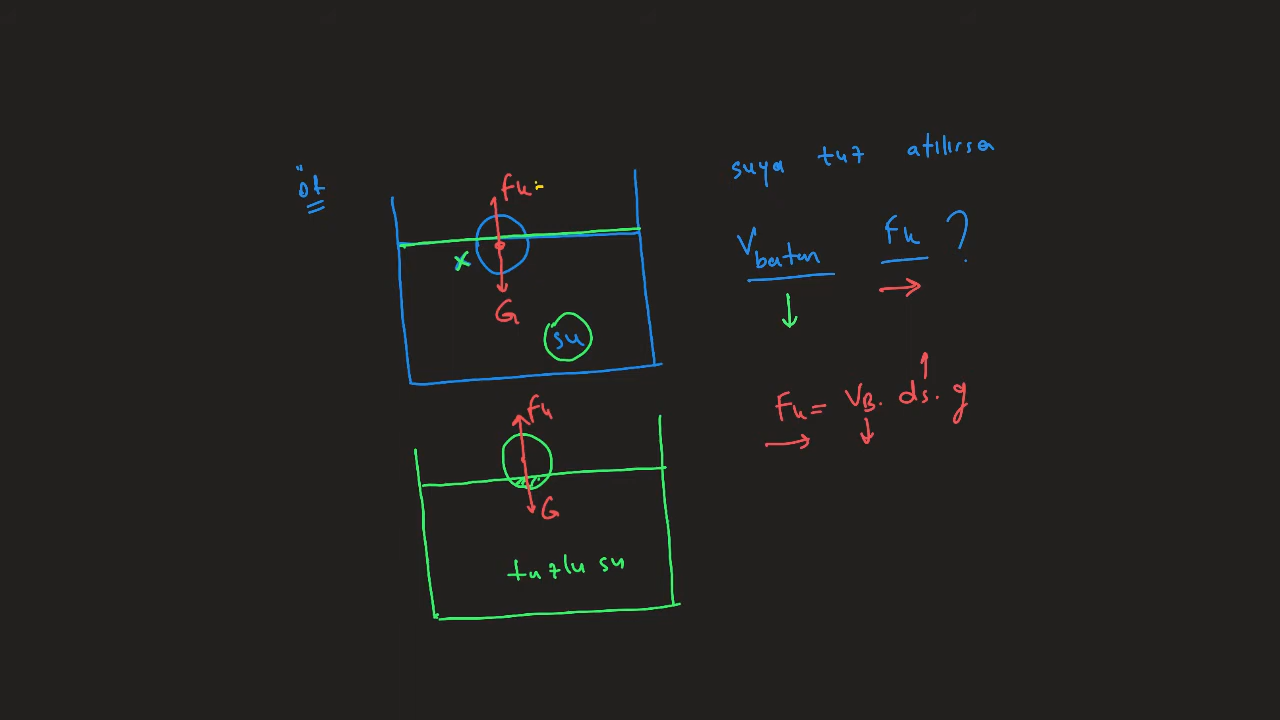 öt
suya tuz atılırsa
Fk=
Vbatan Fk ?
x
G
su
Fk= VB. ds. g
Fk
G
tuzlu su